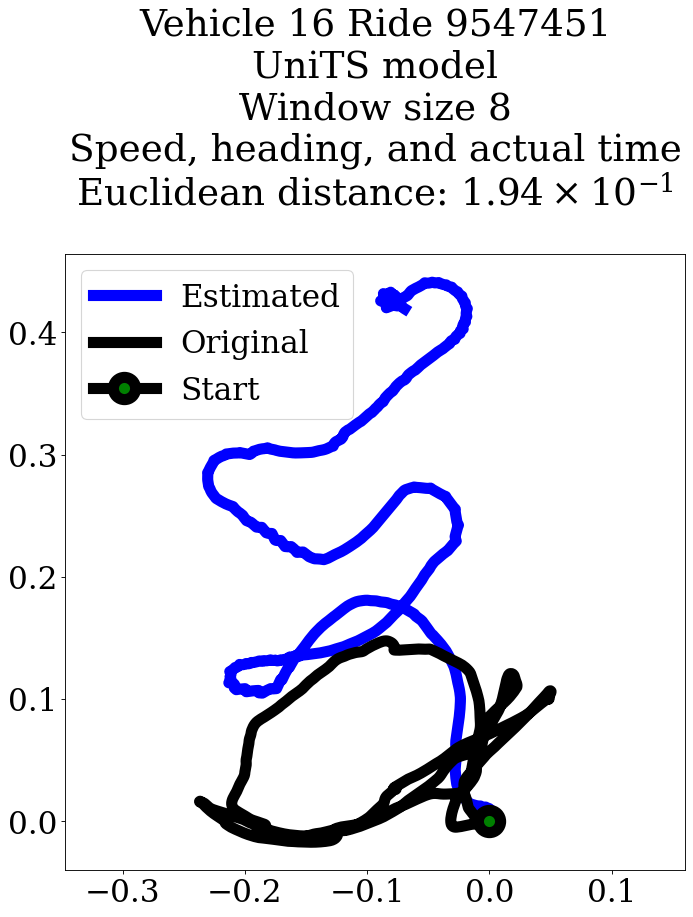 Vehicle 16 Ride 9547451
UniTS model
Window size 8
Speed, heading, and actual time
Euclidean distance: 1.94 × 10⁻¹
Estimated
Original
Start
0.4
0.3
0.2
0.1
0.0
−0.3 −0.2 −0.1 0.0 0.1